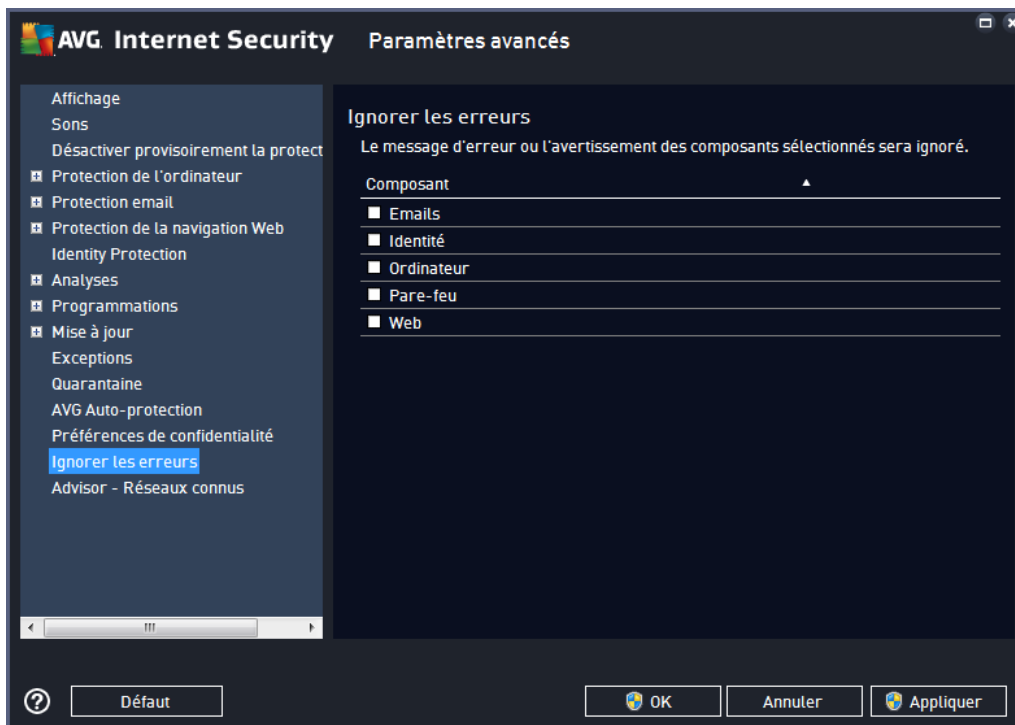 AVG. Internet Security Paramètres avancés
Affichage
Sons
Désactiver provisoirement la protect
Protection de l'ordinateur
Protection email
Protection de la navigation Web
Identity Protection
Analyses
Programmations
Mise à jour
Exceptions
Quarantaine
AVG Auto-protection
Préférences de confidentialité
Ignorer les erreurs
Advisor - Réseaux connus
Ignorer les erreurs
Le message d'erreur ou l'avertissement des composants sélectionnés sera ignoré.
Composant
Emails
Identité
Ordinateur
Pare-feu
Web
? Défaut OK Annuler Appliquer